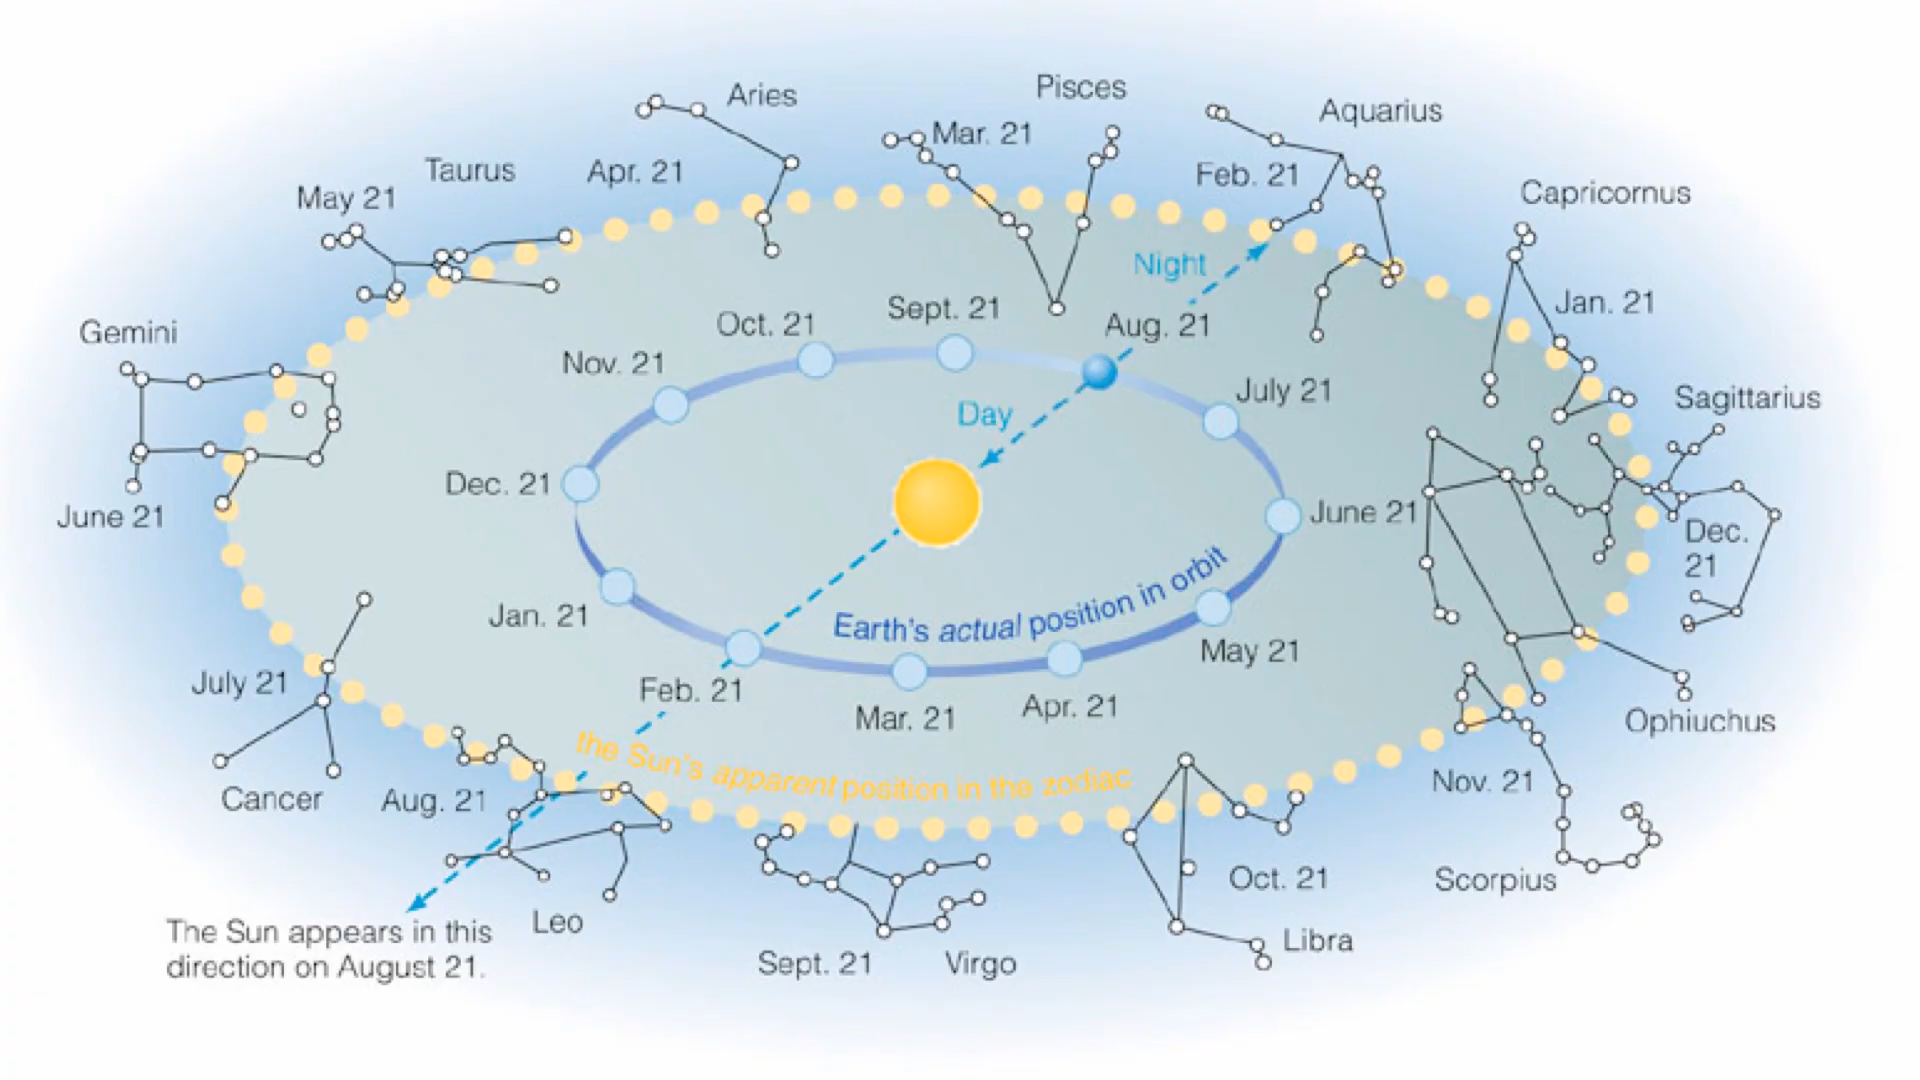 Aries
Pisces
Aquarius
Mar. 21
Taurus
Apr. 21
Feb. 21
May 21
Capricornus
Night
Jan. 21
Gemini
Oct. 21
Sept. 21
Aug. 21
Nov. 21
July 21
Sagittarius
Day
Dec. 21
June 21
June 21
Dec.
21
Earth's actual position in orbit
Jan. 21
May 21
July 21
Feb. 21
Mar. 21
Apr. 21
Ophiuchus
the Sun's apparent position in the zodiac
Nov. 21
Cancer
Aug. 21
Oct. 21
Scorpius
Leo
The Sun appears in this
direction on August 21.
Libra
Sept. 21
Virgo